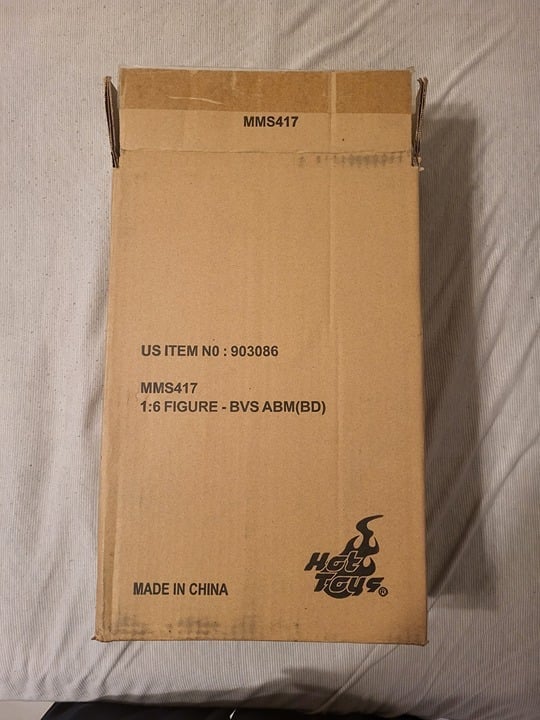 MMS417
US ITEM N0 : 903086
MMS417
1:6 FIGURE - BVS ABM(BD)
Hot
Toys®
MADE IN CHINA